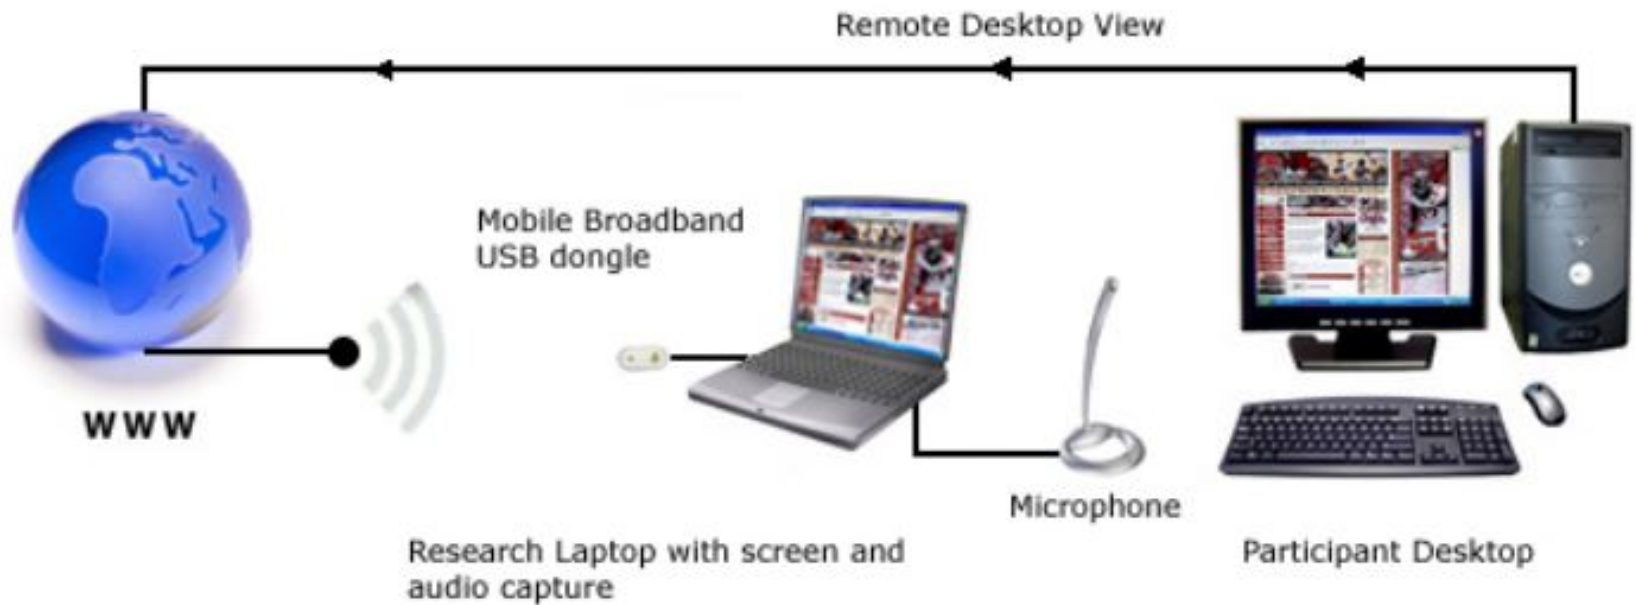 Remote Desktop View
Mobile Broadband
USB dongle
WWW
Microphone
Research Laptop with screen and
audio capture
Participant Desktop